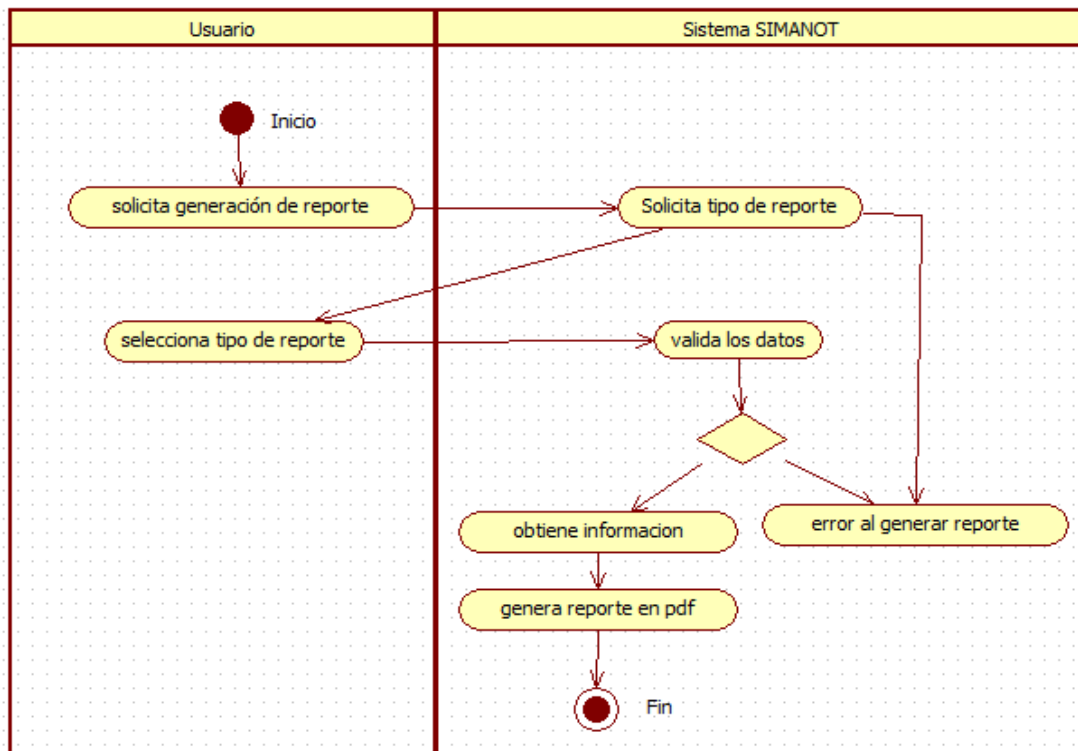 Usuario
Sistema SIMANOT
Inicio
solicita generación de reporte
Solicita tipo de reporte
selecciona tipo de reporte
valida los datos
obtiene informacion
error al generar reporte
genera reporte en pdf
Fin